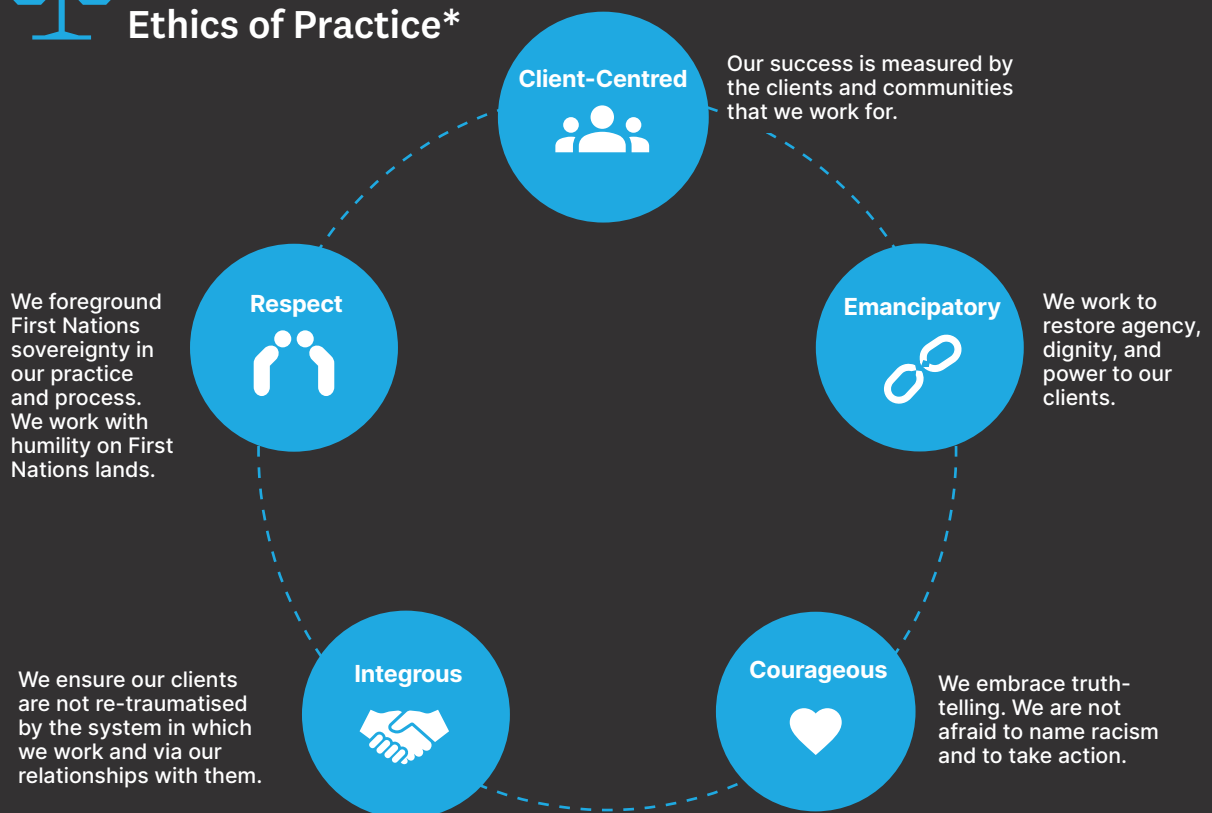 Ethics of Practice*
Client-Centred
Our success is measured by
the clients and communities
that we work for.
Emancipatory
We work to
restore agency,
dignity, and
power to our
clients.
Courageous
We embrace truth-
telling. We are not
afraid to name racism
and to take action.
Integrous
We ensure our clients
are not re-traumatised
by the system in which
we work and via our
relationships with them.
Respect
We foreground
First Nations
sovereignty in
our practice
and process.
We work with
humility on First
Nations lands.